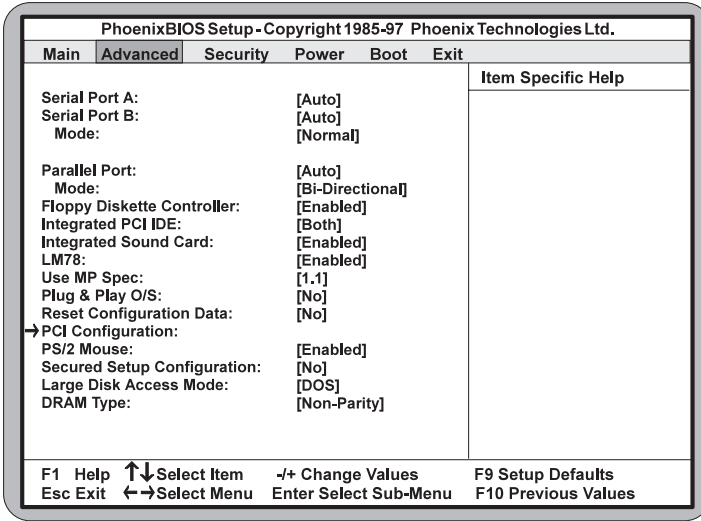 PhoenixBIOS Setup - Copyright 1985-97 Phoenix Technologies Ltd.
Main Advanced Security Power Boot Exit
Item Specific Help
Serial Port A: [Auto]
Serial Port B: [Auto]
Mode: [Normal]
Parallel Port: [Auto]
Mode: [Bi-Directional]
Floppy Diskette Controller: [Enabled]
Integrated PCI IDE: [Both]
Integrated Sound Card: [Enabled]
LM78: [Enabled]
Use MP Spec: [1.1]
Plug & Play O/S: [No]
Reset Configuration Data: [No]
→PCI Configuration:
PS/2 Mouse: [Enabled]
Secured Setup Configuration: [No]
Large Disk Access Mode: [DOS]
DRAM Type: [Non-Parity]
F1 Help ↑↓Select Item -/+ Change Values F9 Setup Defaults
Esc Exit ←→Select Menu Enter Select Sub-Menu F10 Previous Values